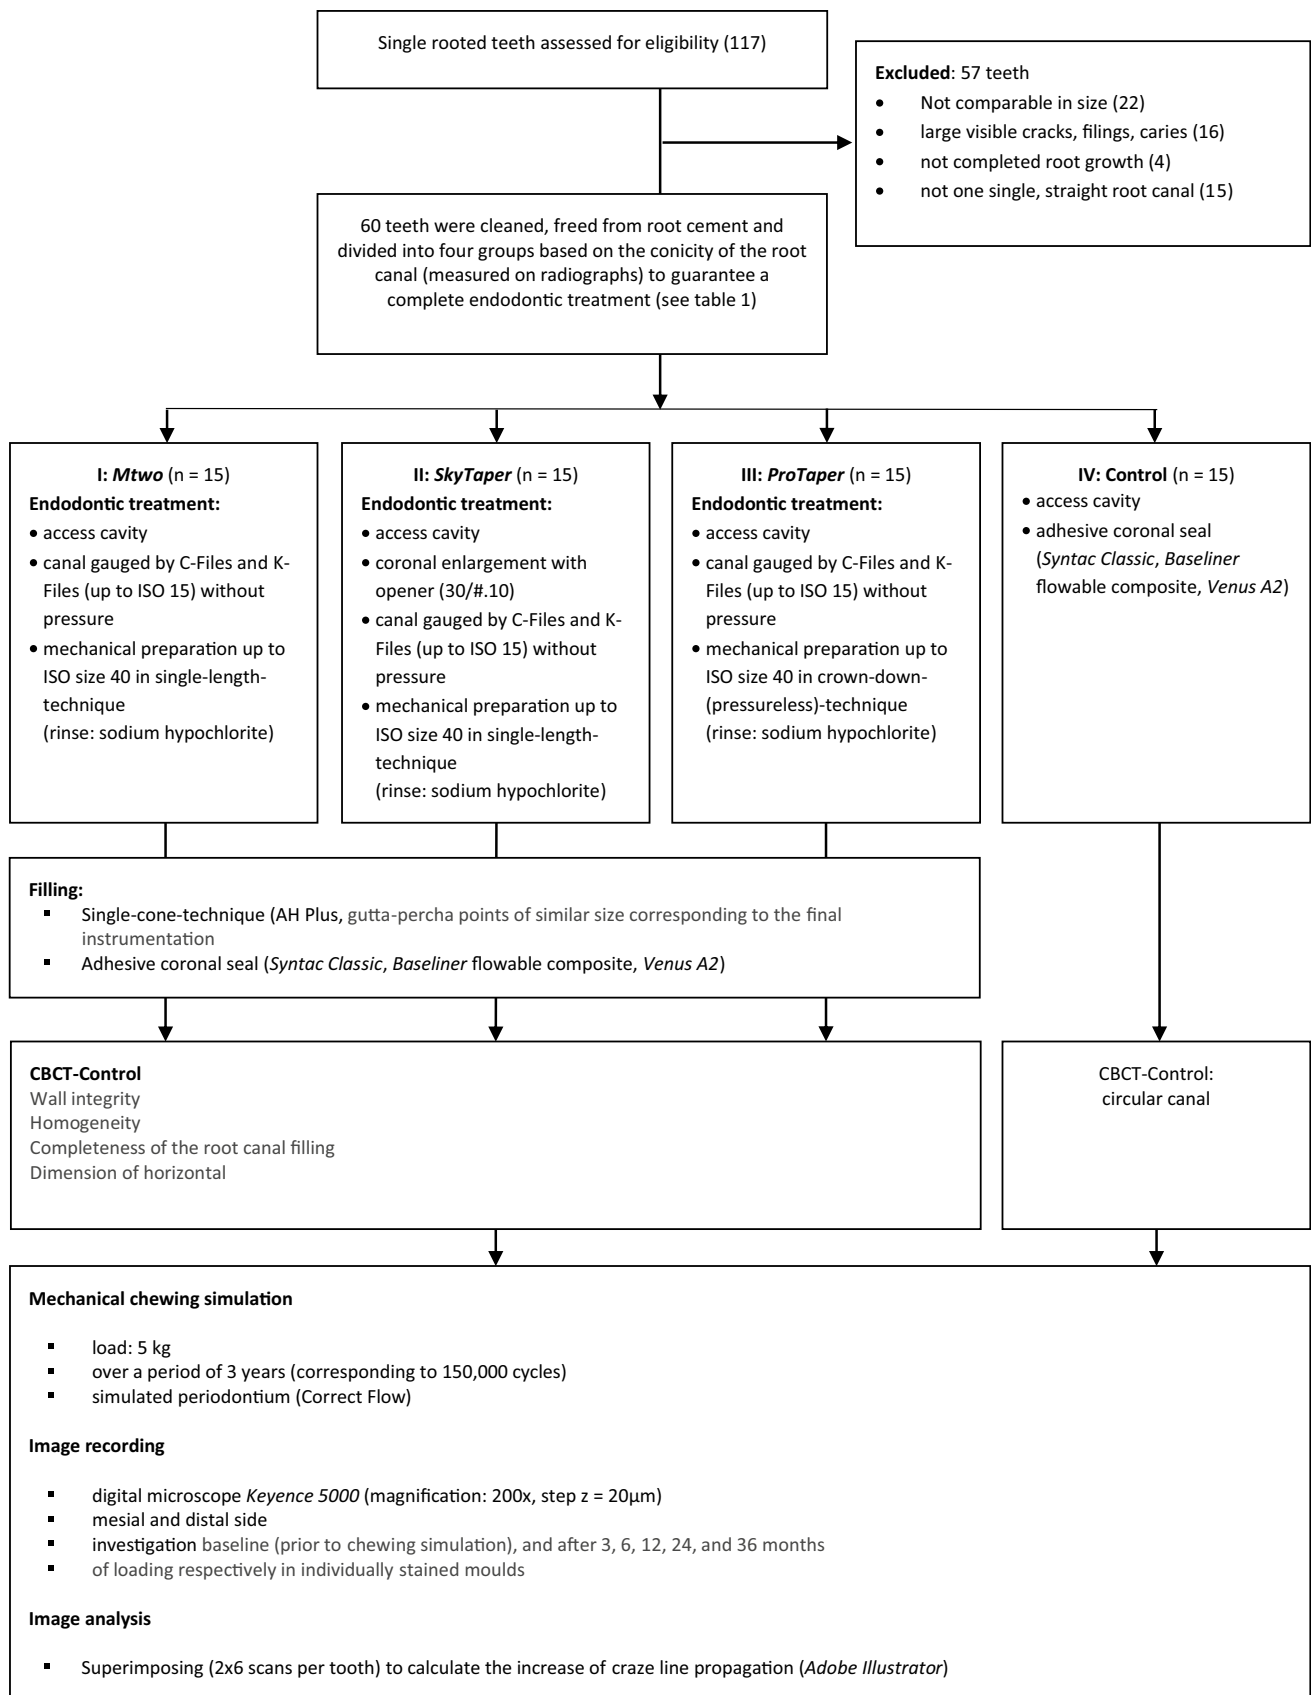 Single rooted teeth assessed for eligibility (117)
Excluded: 57 teeth
• Not comparable in size (22)
• large visible cracks, filings, caries (16)
• not completed root growth (4)
• not one single, straight root canal (15)
60 teeth were cleaned, freed from root cement and
divided into four groups based on the conicity of the root
canal (measured on radiographs) to guarantee a
complete endodontic treatment (see table 1)
I: Mtwo (n = 15)
Endodontic treatment:
• access cavity
• canal gauged by C-Files and K-
Files (up to ISO 15) without
pressure
• mechanical preparation up to
ISO size 40 in single-length-
technique
(rinse: sodium hypochlorite)
II: SkyTaper (n = 15)
Endodontic treatment:
• access cavity
• coronal enlargement with
opener (30/#.10)
• canal gauged by C-Files and K-
Files (up to ISO 15) without
pressure
• mechanical preparation up to
ISO size 40 in single-length-
technique
(rinse: sodium hypochlorite)
III: ProTaper (n = 15)
Endodontic treatment:
• access cavity
• canal gauged by C-Files and K-
Files (up to ISO 15) without
pressure
• mechanical preparation up to
ISO size 40 in crown-down-
(pressureless)-technique
(rinse: sodium hypochlorite)
IV: Control (n = 15)
• access cavity
• adhesive coronal seal
(Syntac Classic, Baseliner
flowable composite, Venus A2)
Filling:
▪ Single-cone-technique (AH Plus, gutta-percha points of similar size corresponding to the final
instrumentation
▪ Adhesive coronal seal (Syntac Classic, Baseliner flowable composite, Venus A2)
CBCT-Control
Wall integrity
Homogeneity
Completeness of the root canal filling
Dimension of horizontal
CBCT-Control:
circular canal
Mechanical chewing simulation
▪ load: 5 kg
▪ over a period of 3 years (corresponding to 150,000 cycles)
▪ simulated periodontium (Correct Flow)
Image recording
▪ digital microscope Keyence 5000 (magnification: 200x, step z = 20µm)
▪ mesial and distal side
▪ investigation baseline (prior to chewing simulation), and after 3, 6, 12, 24, and 36 months
▪ of loading respectively in individually stained moulds
Image analysis
▪ Superimposing (2x6 scans per tooth) to calculate the increase of craze line propagation (Adobe Illustrator)